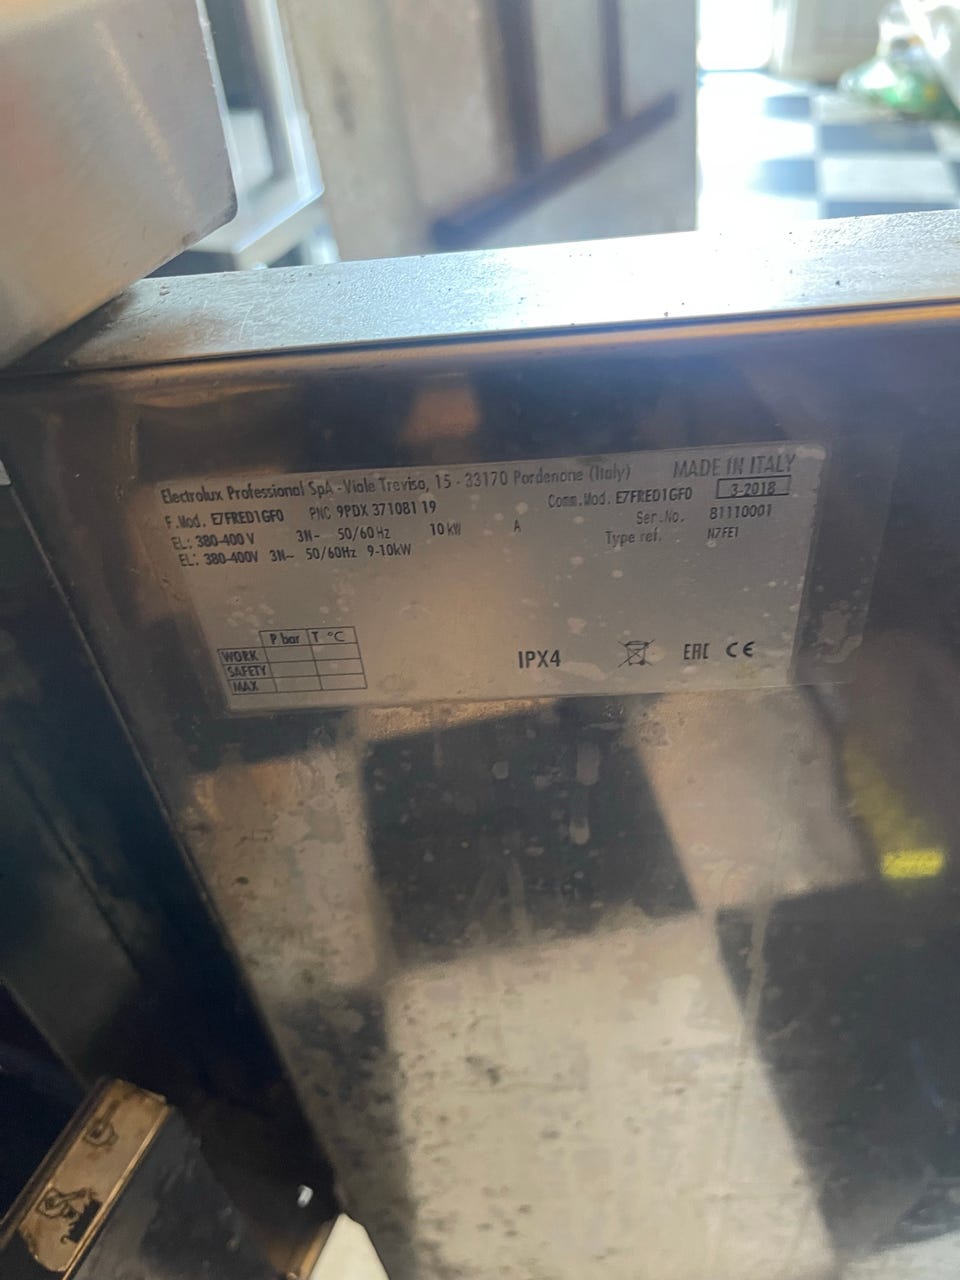 Electrolux Professional SpA - Viale Treviso, 15 - 33170 Pordenone (Italy) MADE IN ITALY
F.Mod. E7FRED1GF0 PNC 9PDX 371081 19 Comm.Mod. E7FRED1GF0 3-2018
EL: 380-400 V 3N~ 50/60 Hz 10 kW A Ser.No. 81110001
EL: 380-400V 3N~ 50/60Hz 9-10kW Type ref. N7FE1
P bar T °C
WORK
SAFETY
MAX
IPX4 EAC CE